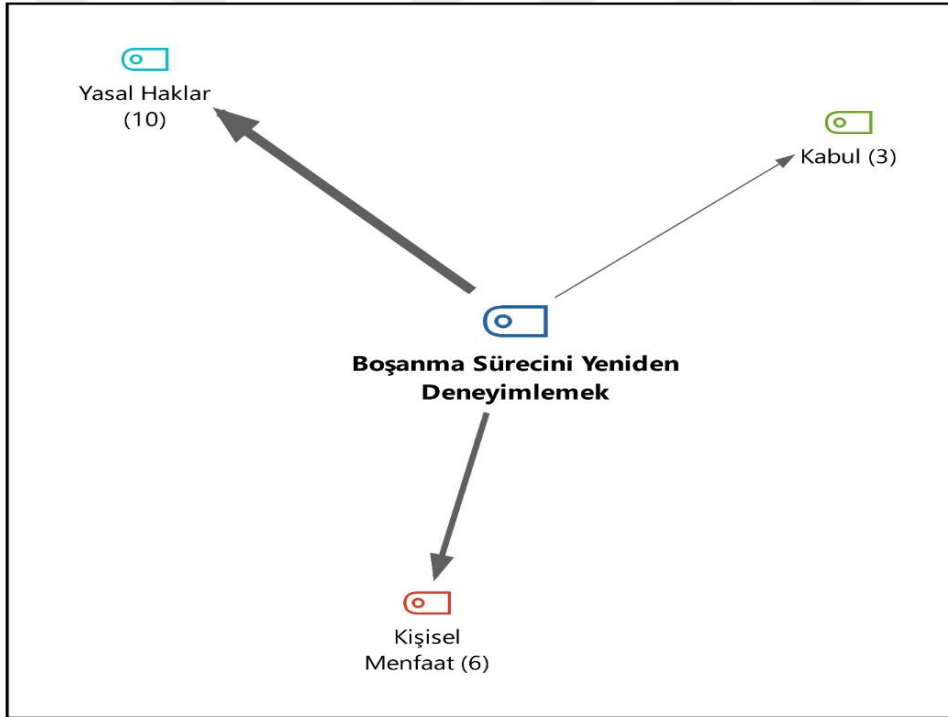 Yasal Haklar
(10)
Kabul (3)
Boşanma Sürecini Yeniden
Deneyimlemek
Kişisel
Menfaat (6)